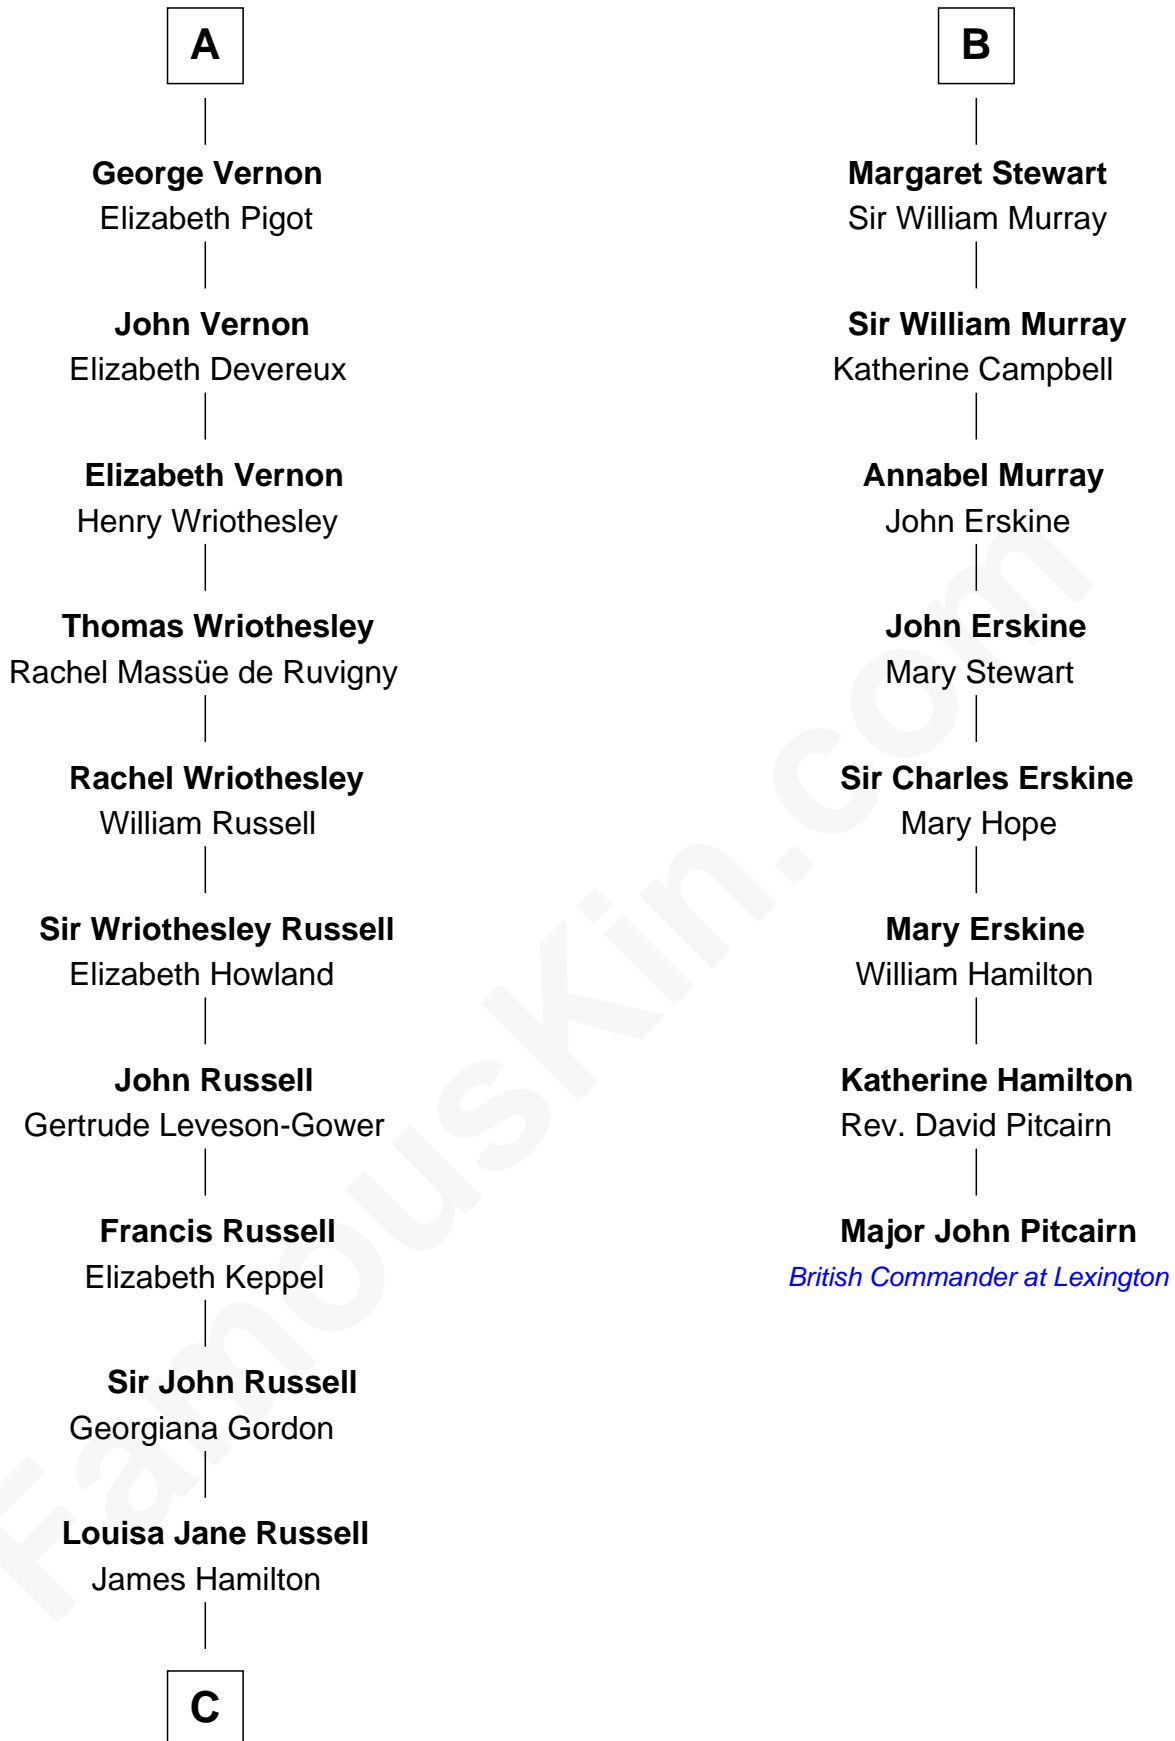 A
George Vernon
Elizabeth Pigot
John Vernon
Elizabeth Devereux
Elizabeth Vernon
Henry Wriothesley
Thomas Wriothesley
Rachel Massüe de Ruvigny
Rachel Wriothesley
William Russell
Sir Wriothesley Russell
Elizabeth Howland
John Russell
Gertrude Leveson-Gower
Francis Russell
Elizabeth Keppel
Sir John Russell
Georgiana Gordon
Louisa Jane Russell
James Hamilton
C
B
Margaret Stewart
Sir William Murray
Sir William Murray
Katherine Campbell
Annabel Murray
John Erskine
John Erskine
Mary Stewart
Sir Charles Erskine
Mary Hope
Mary Erskine
William Hamilton
Katherine Hamilton
Rev. David Pitcairn
Major John Pitcairn
British Commander at Lexington
FamousKin.com